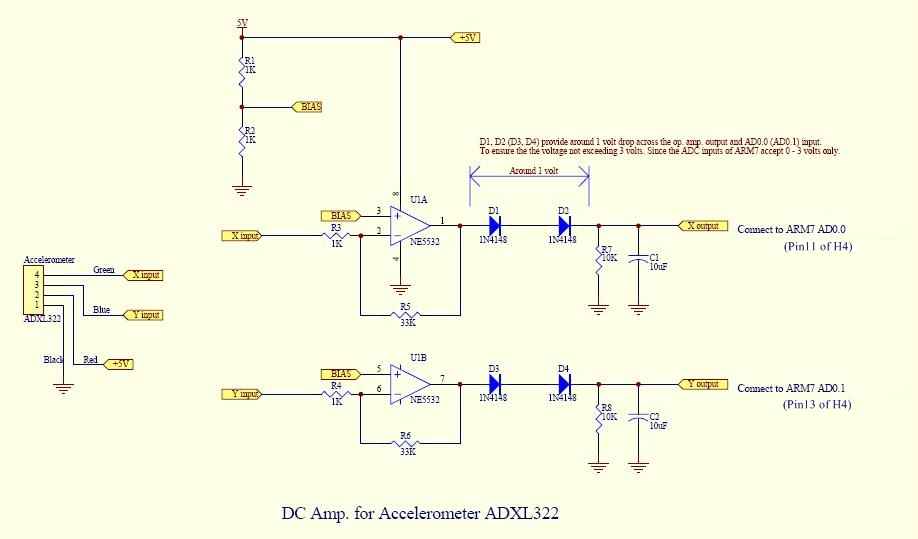 5V
+5V
R1
1K
BIAS
R2
1K
D1, D2 (D3, D4) provide around 1 volt drop across the op. amp. output and AD0.0 (AD0.1) input.
To ensure the the voltage not exceeding 3 volts. Since the ADC inputs of ARM7 accept 0 - 3 volts only.
Around 1 volt
8
U1A
BIAS
3
+
1
D1
D2
X output
Connect to ARM7 AD0.0
X input
R3
2
−
1K
NE5532
1N4148
1N4148
(Pin11 of H4)
R7
10K
C1
10uF
4
Accelerometer
4
Green
X input
3
2
1
ADXL322
Blue
Y input
R5
33K
Black
Red
+5V
U1B
BIAS
5
+
7
D3
D4
Y output
Connect to ARM7 AD0.1
Y input
R4
6
−
1K
NE5532
1N4148
1N4148
(Pin13 of H4)
R8
10K
C2
10uF
R6
33K
DC Amp. for Accelerometer ADXL322